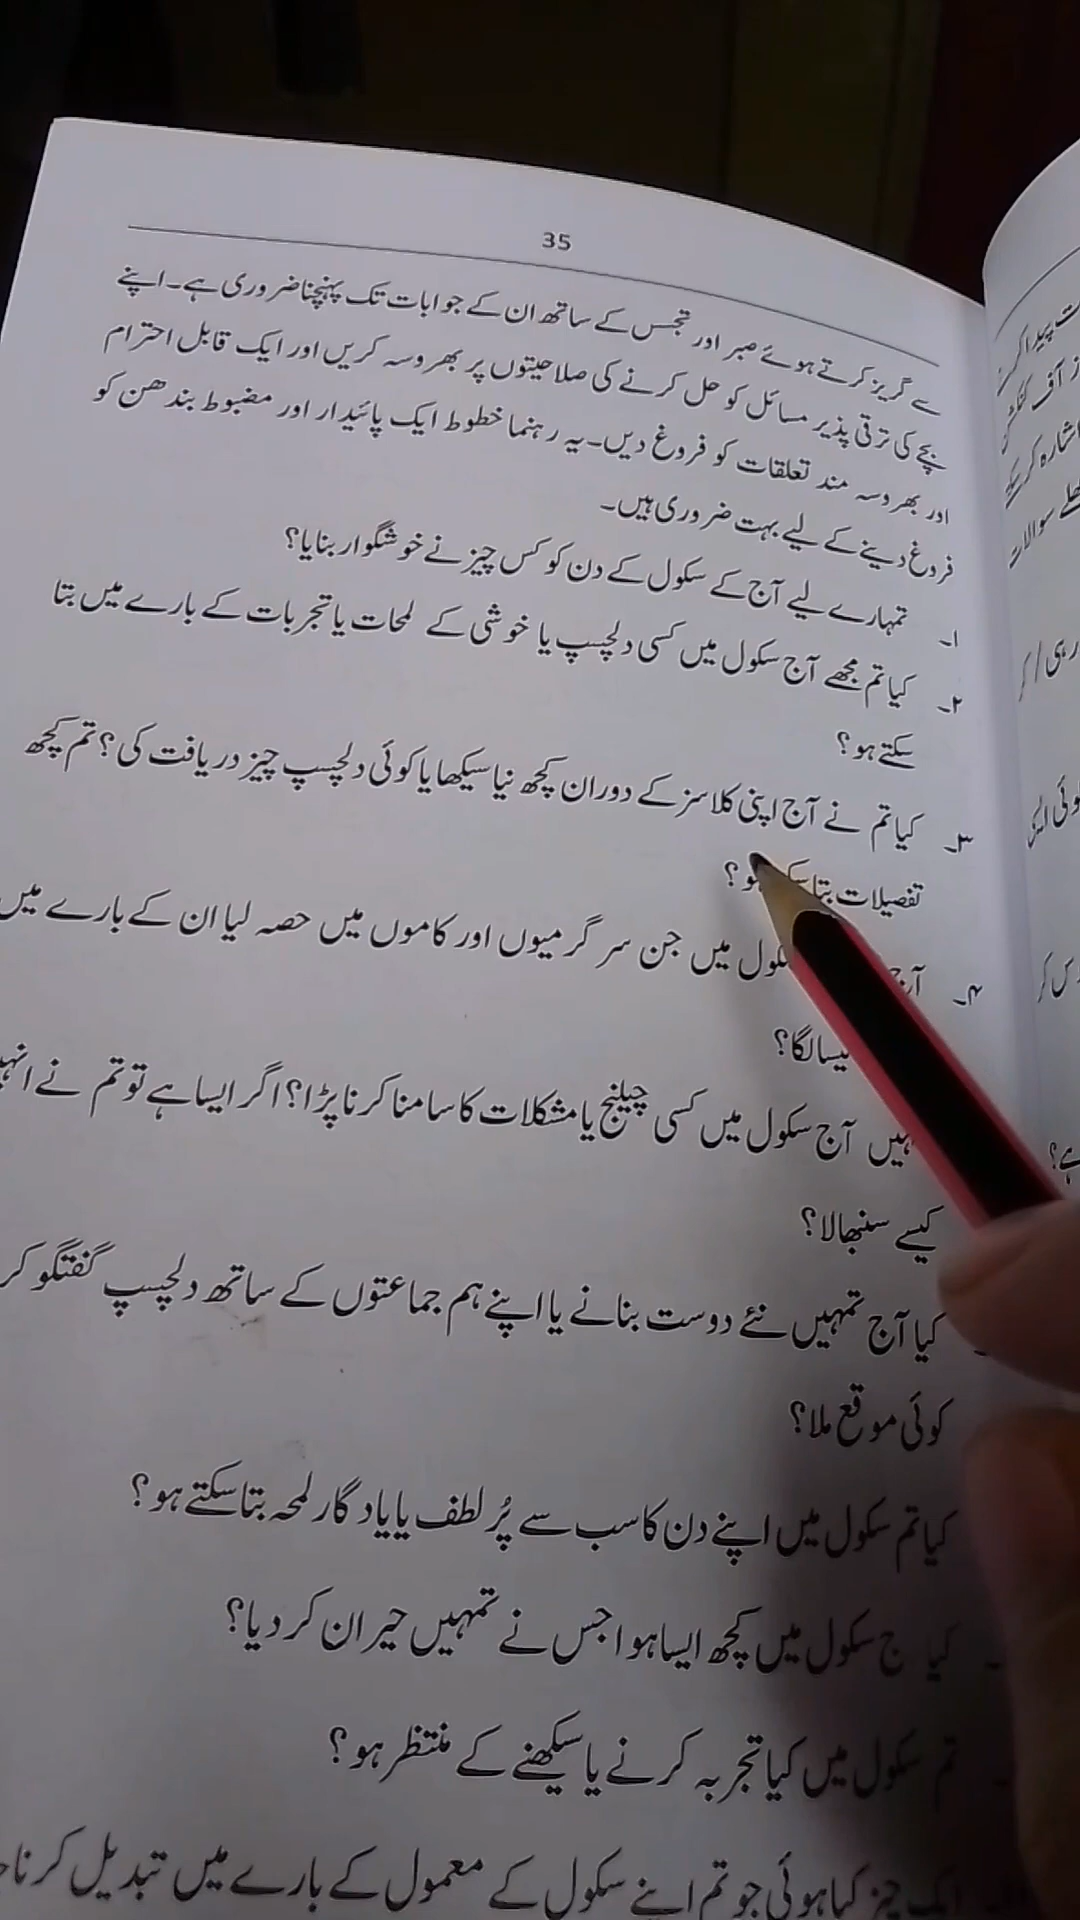 35
سے گریز کرتے ہوئے صبر اور تجسس کے ساتھ ان کے جوابات تک پہنچنا ضروری ہے۔ اپنے
بچے کی ترقی پذیر مسائل کو حل کرنے کی صلاحیتوں پر بھروسہ کریں اور ایک قابل احترام
اور بھروسہ مند تعلقات کو فروغ دیں۔ یہ رہنما خطوط ایک پائیدار اور مضبوط بندھن کو
فروغ دینے کے لیے بہت ضروری ہیں۔
۱۔ تمہارے لیے آج کے سکول کے دن کو کس چیز نے خوشگوار بنایا؟
۲۔ کیا تم مجھے آج سکول میں کسی دلچسپ یا خوشی کے لمحات یا تجربات کے بارے میں بتا
سکتے ہو؟
۳۔ کیا تم نے آج اپنی کلاسز کے دوران کچھ نیا سیکھا یا کوئی دلچسپ چیز دریافت کی؟ تم کچھ
تفصیلات بتا ہو؟
۴۔ میں جن سرگرمیوں اور کاموں میں حصہ لیا ان کے بارے میں
آج سکول میں کسی چیلنج یا مشکلات کا سامنا کرنا پڑا؟ اگر ایسا ہے تو تم نے
کیسے سنبھالا؟
کیا آج تمہیں نئے دوست بنانے یا اپنے ہم جماعتوں کے ساتھ دلچسپ گفتگو کر
کوئی موقع ملا؟
کیا تم سکول میں اپنے دن کا سب سے پُر لطف یا یادگار لمحہ بتا سکتے ہو؟
کیا سکول میں کچھ ایسا ہوا جس نے تمہیں حیران کر دیا؟
تم سکول میں کیا تجربہ کرنے یا سیکھنے کے منتظر ہو؟
چیز کیا ہوئی جو تم اپنے سکول کے معمول کے بارے میں تبدیل کرنا